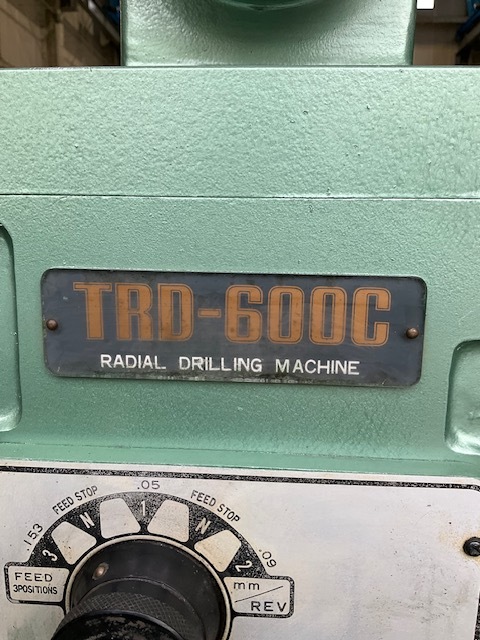 TRD-600C
RADIAL DRILLING MACHINE
.153 FEED STOP .05 FEED STOP .09
3 N 1 N 2
FEED
3POSITIONS
mm
REV